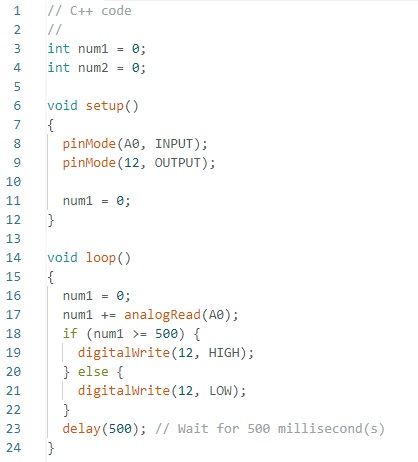 1 // C++ code
2 //
3 int num1 = 0;
4 int num2 = 0;
5
6 void setup()
7 {
8   pinMode(A0, INPUT);
9   pinMode(12, OUTPUT);
10
11   num1 = 0;
12 }
13
14 void loop()
15 {
16   num1 = 0;
17   num1 += analogRead(A0);
18   if (num1 >= 500) {
19     digitalWrite(12, HIGH);
20   } else {
21     digitalWrite(12, LOW);
22   }
23   delay(500); // Wait for 500 millisecond(s)
24 }